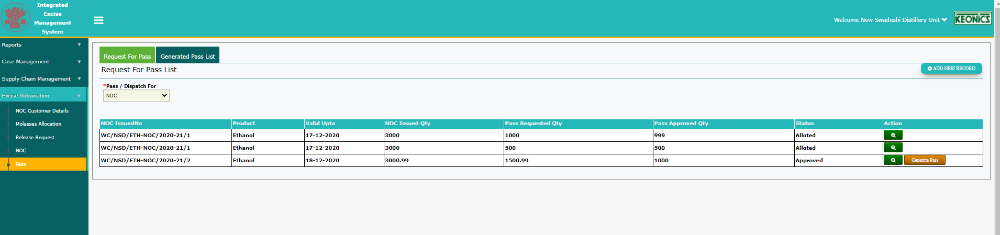 Integrated
Excise
Management
System
Welcome New Swadeshi Distillery Unit
KEONICS
Reports
Case Management
Supply Chain Management
Excise Automation
NOC Customer Details
Molasses Allocation
Release Request
NOC
Pass
Request For Pass Generated Pass List
Request For Pass List
ADD NEW RECORD
*Pass / Dispatch For
NOC
NOC IssuedNo Product Valid Upto NOC Issued Qty Pass Requested Qty Pass Approved Qty Status Action
WC/NSD/ETH-NOC/2020-21/1 Ethanol 17-12-2020 3000 1000 999 Alloted
WC/NSD/ETH-NOC/2020-21/1 Ethanol 17-12-2020 3000 500 500 Alloted
WC/NSD/ETH-NOC/2020-21/2 Ethanol 18-12-2020 3000.99 1500.99 1000 Approved Generate Pass